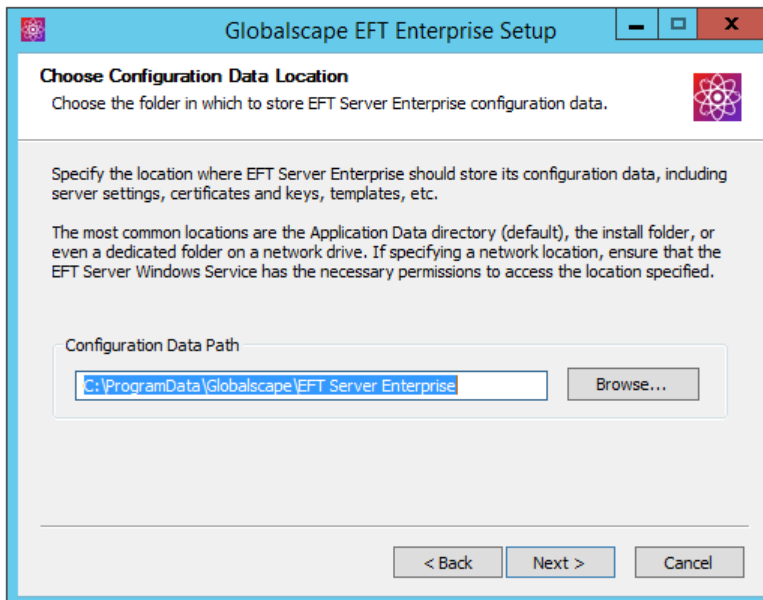 Globalscape EFT Enterprise Setup
Choose Configuration Data Location
Choose the folder in which to store EFT Server Enterprise configuration data.
Specify the location where EFT Server Enterprise should store its configuration data, including
server settings, certificates and keys, templates, etc.
The most common locations are the Application Data directory (default), the install folder, or
even a dedicated folder on a network drive. If specifying a network location, ensure that the
EFT Server Windows Service has the necessary permissions to access the location specified.
Configuration Data Path
C:\ProgramData\Globalscape\EFT Server Enterprise
Browse...
< Back
Next >
Cancel